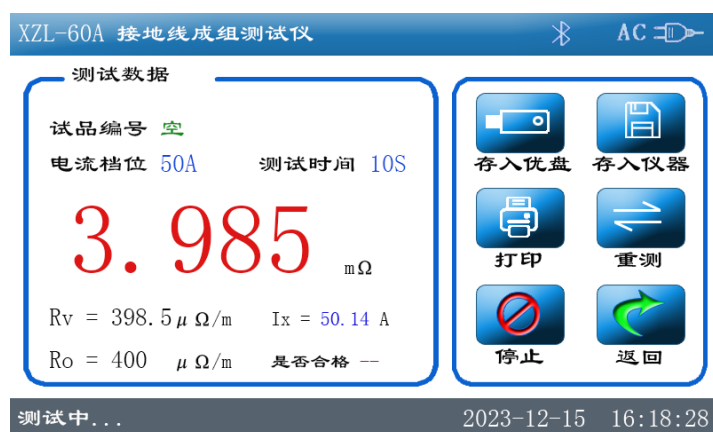 XZL-60A 接地线成组测试仪 AC
测试数据
试品编号 空
电流档位 50A 测试时间 10S
3.985 mΩ
Rv = 398.5 μΩ/m Ix = 50.14 A
Ro = 400 μΩ/m 是否合格 --
存入优盘 存入仪器
打印 重测
停止 返回
测试中... 2023-12-15 16:18:28